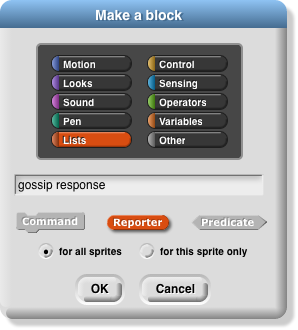 Make a block
Motion Control
Looks Sensing
Sound Operators
Pen Variables
Lists Other
gossip response
Command Reporter Predicate
for all sprites for this sprite only
OK Cancel